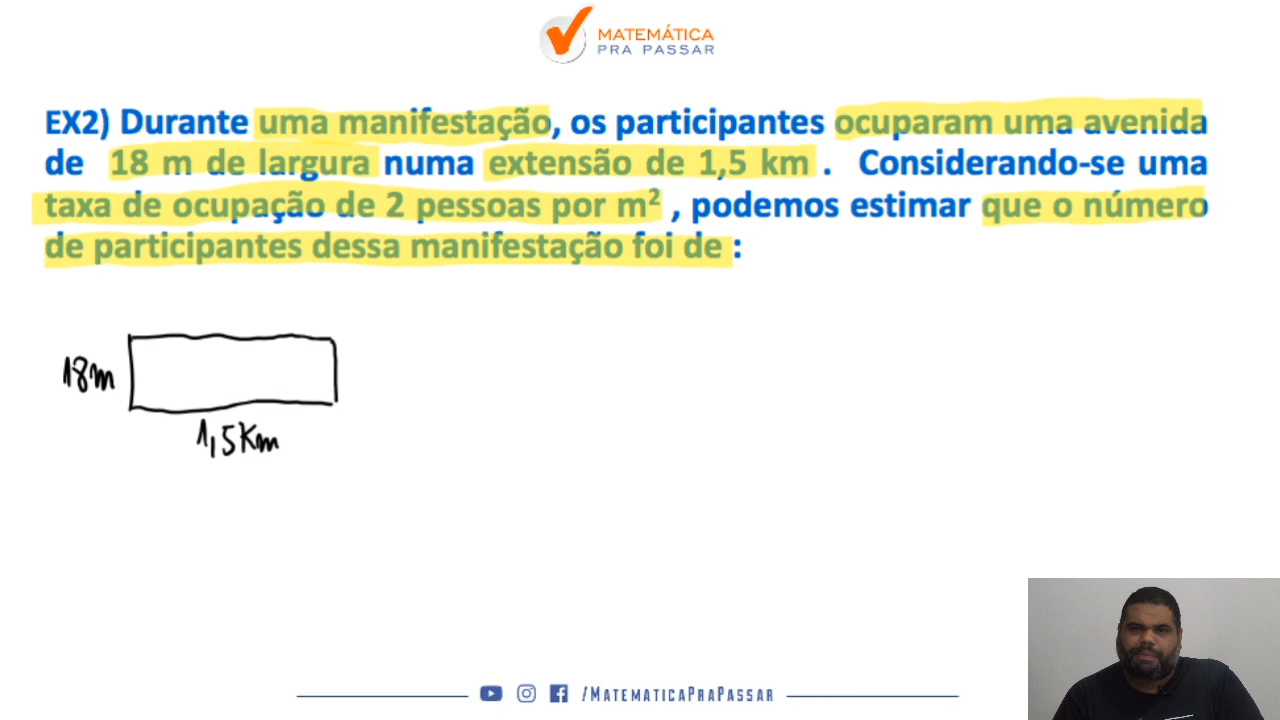 MATEMÁTICA
PRA PASSAR
EX2) Durante uma manifestação, os participantes ocuparam uma avenida
de 18 m de largura numa extensão de 1,5 km . Considerando-se uma
taxa de ocupação de 2 pessoas por m² , podemos estimar que o número
de participantes dessa manifestação foi de :
18m
1,5Km
/MATEMATICAPRAPASSAR